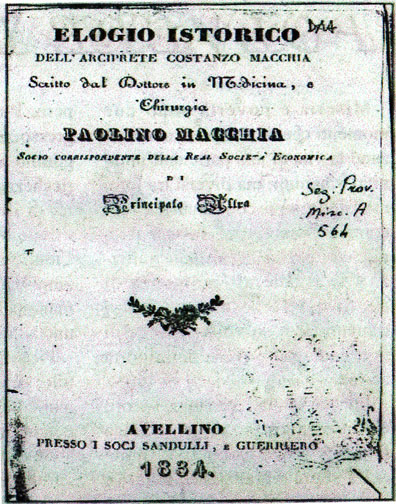 ELOGIO ISTORICO
DELL'ARCIPRETE COSTANZO MACCHIA
Scritto dal Dottore in Medicina, e
Chirurgia
PAOLINO MACCHIA
SOCIO CORRISPONDENTE DELLA REAL SOCIETÀ ECONOMICA
DI
Principato Ultra
Seg. Prov.
Misc. A
564
AVELLINO
PRESSO I SOCJ SANDULLI, E GUERRIERO
1834.